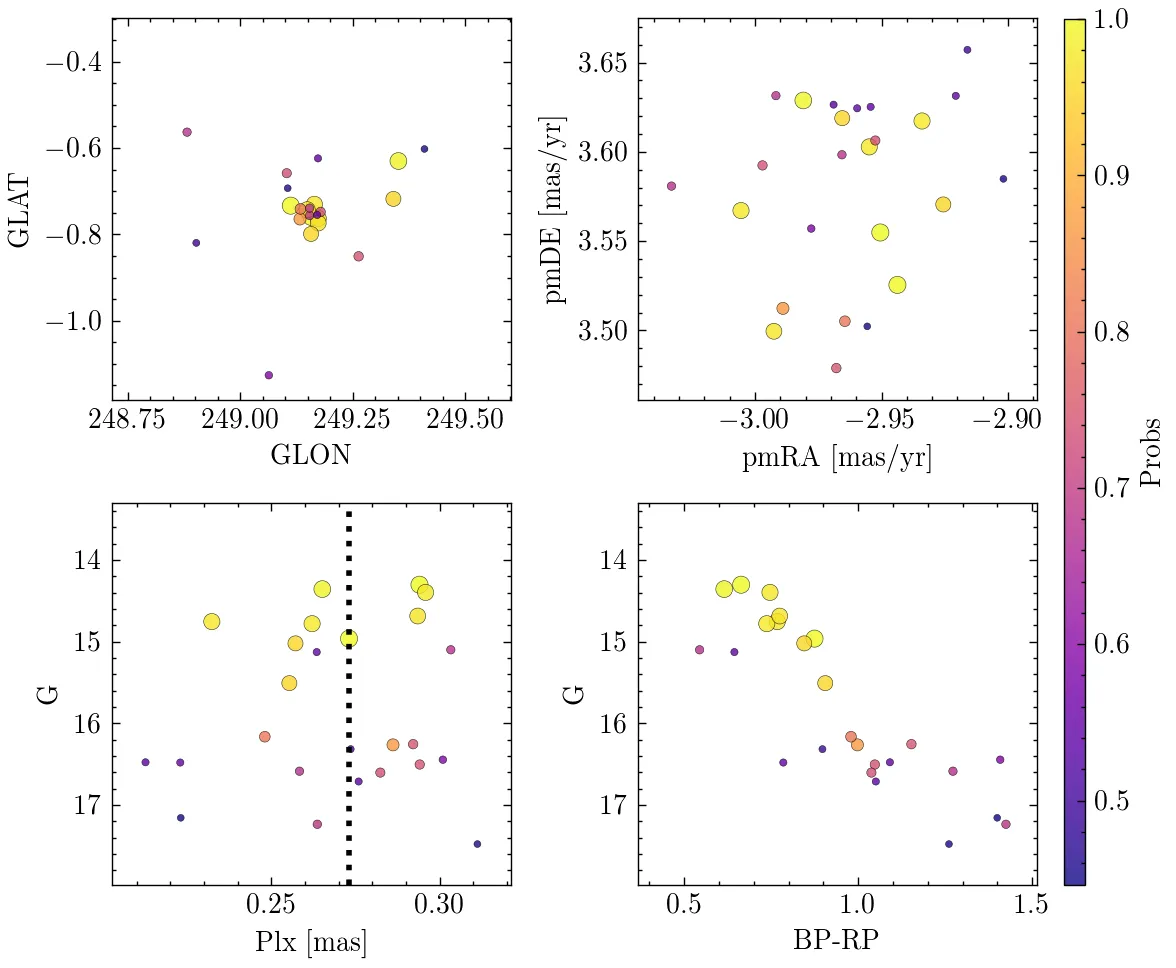 −0.4
−0.6
−0.8
−1.0
GLAT
248.75 249.00 249.25 249.50
GLON
3.65
3.60
3.55
3.50
pmDE [mas/yr]
−3.00 −2.95 −2.90
pmRA [mas/yr]
1.0
0.9
0.8
0.7
0.6
0.5
Probs
14
15
16
17
G
0.25 0.30
Plx [mas]
14
15
16
17
G
0.5 1.0 1.5
BP-RP